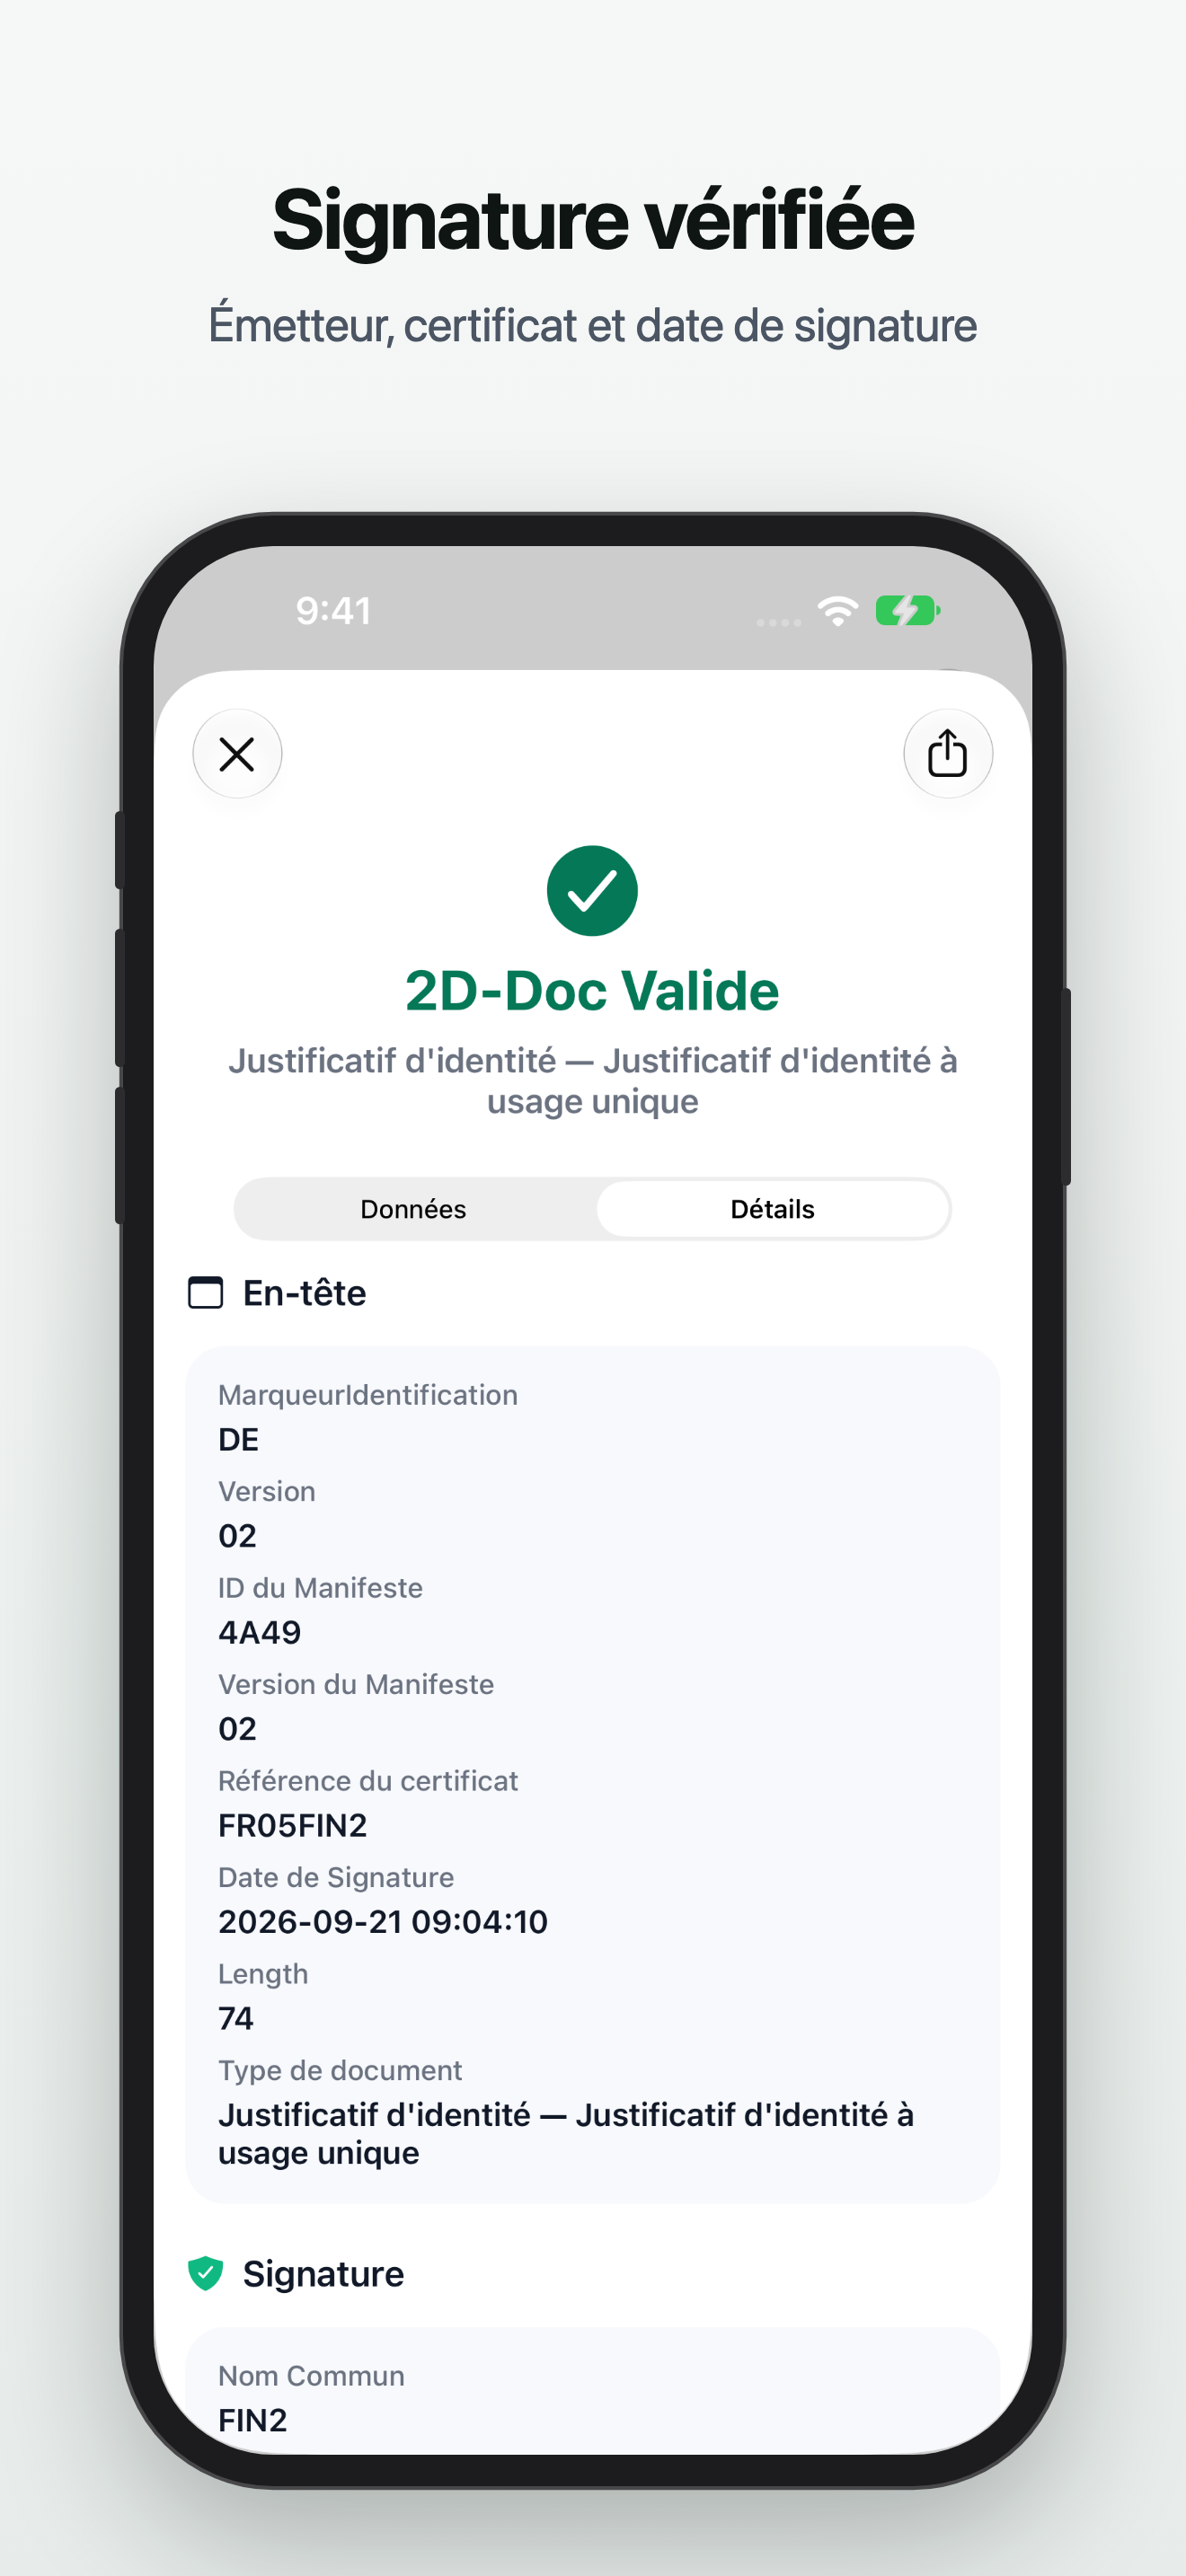 Signature vérifiée
Émetteur, certificat et date de signature
9:41
2D-Doc Valide
Justificatif d'identité — Justificatif d'identité à
usage unique
Données
Détails
En-tête
MarqueurIdentification
DE
Version
02
ID du Manifeste
4A49
Version du Manifeste
02
Référence du certificat
FR05FIN2
Date de Signature
2026-09-21 09:04:10
Length
74
Type de document
Justificatif d'identité — Justificatif d'identité à
usage unique
Signature
Nom Commun
FIN2